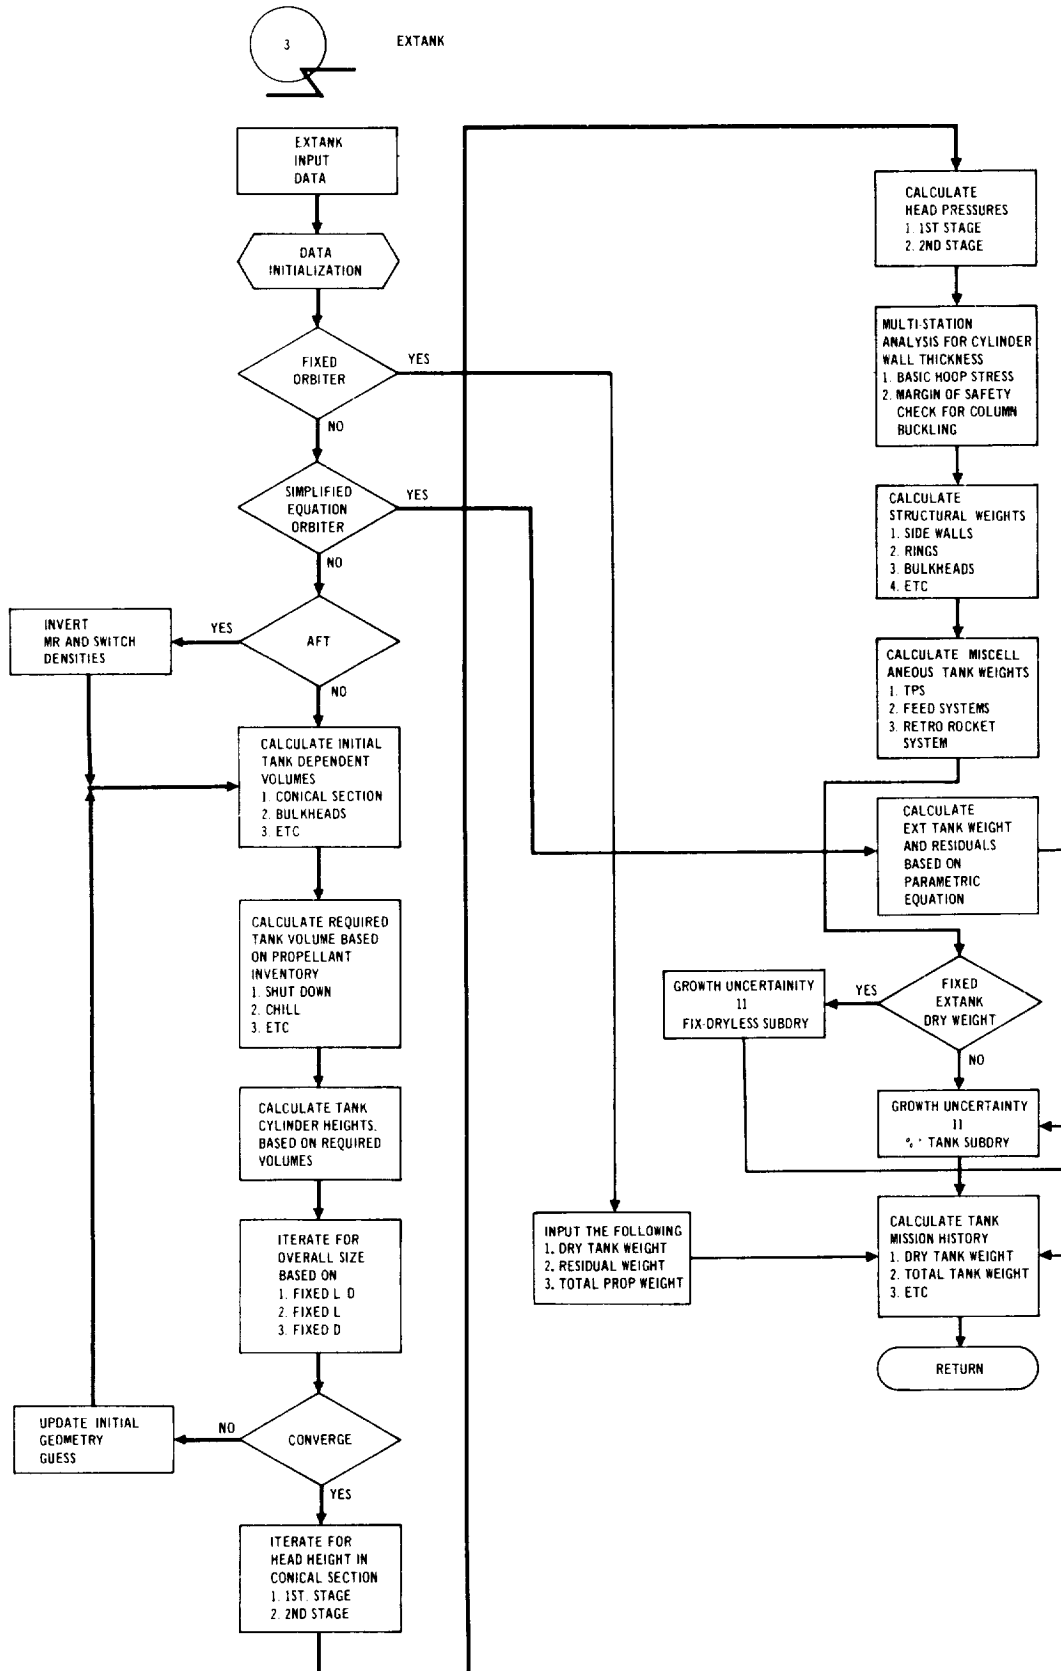 3
EXTANK
EXTANK
INPUT
DATA
DATA
INITIALIZATION
FIXED
ORBITER
YES
NO
SIMPLIFIED
EQUATION
ORBITER
YES
NO
AFT
YES
NO
INVERT
MR AND SWITCH
DENSITIES
CALCULATE INITIAL
TANK DEPENDENT
VOLUMES
1. CONICAL SECTION
2. BULKHEADS
3. ETC
CALCULATE REQUIRED
TANK VOLUME BASED
ON PROPELLANT
INVENTORY
1. SHUT DOWN
2. CHILL
3. ETC
CALCULATE TANK
CYLINDER HEIGHTS,
BASED ON REQUIRED
VOLUMES
ITERATE FOR
OVERALL SIZE
BASED ON
1. FIXED L D
2. FIXED L
3. FIXED D
CONVERGE
NO
YES
UPDATE INITIAL
GEOMETRY
GUESS
ITERATE FOR
HEAD HEIGHT IN
CONICAL SECTION
1. 1ST. STAGE
2. 2ND STAGE
CALCULATE
HEAD PRESSURES
1. 1ST STAGE
2. 2ND STAGE
MULTI-STATION
ANALYSIS FOR CYLINDER
WALL THICKNESS
1. BASIC HOOP STRESS
2. MARGIN OF SAFETY
CHECK FOR COLUMN
BUCKLING
CALCULATE
STRUCTURAL WEIGHTS
1. SIDE WALLS
2. RINGS
3. BULKHEADS
4. ETC
CALCULATE MISCELL
ANEOUS TANK WEIGHTS
1. TPS
2. FEED SYSTEMS
3. RETRO ROCKET
SYSTEM
CALCULATE
EXT TANK WEIGHT
AND RESIDUALS
BASED ON
PARAMETRIC
EQUATION
FIXED
EXTANK
DRY WEIGHT
YES
NO
GROWTH UNCERTAINITY
II
FIX-DRYLESS SUBDRY
GROWTH UNCERTAINTY
II
% * TANK SUBDRY
INPUT THE FOLLOWING
1. DRY TANK WEIGHT
2. RESIDUAL WEIGHT
3. TOTAL PROP WEIGHT
CALCULATE TANK
MISSION HISTORY
1. DRY TANK WEIGHT
2. TOTAL TANK WEIGHT
3. ETC
RETURN